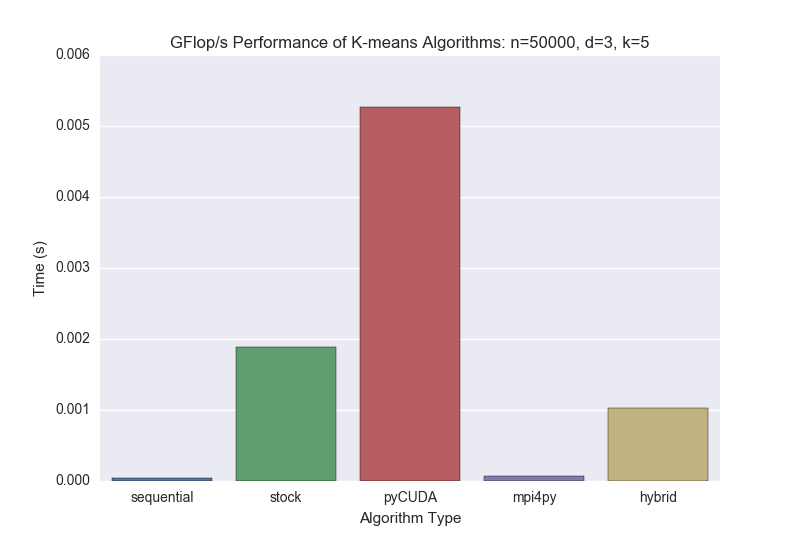 GFlop/s Performance of K-means Algorithms: n=50000, d=3, k=5
0.006
0.005
0.004
0.003
0.002
0.001
0.000
Time (s)
sequential stock pyCUDA mpi4py hybrid
Algorithm Type